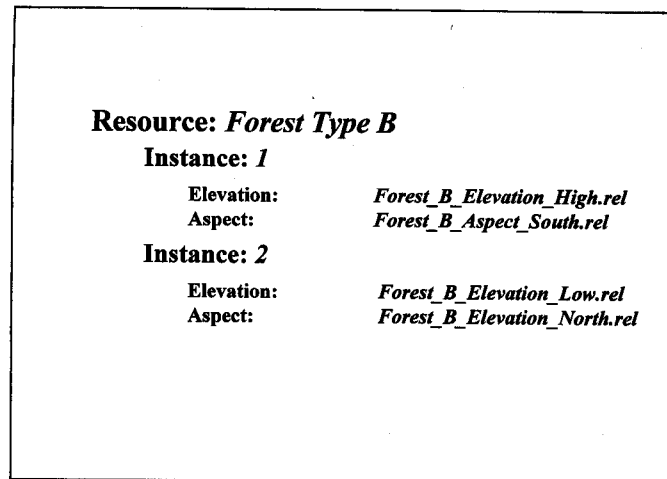 Resource: Forest Type B
Instance: 1
Elevation: Forest_B_Elevation_High.rel
Aspect: Forest_B_Aspect_South.rel
Instance: 2
Elevation: Forest_B_Elevation_Low.rel
Aspect: Forest_B_Elevation_North.rel